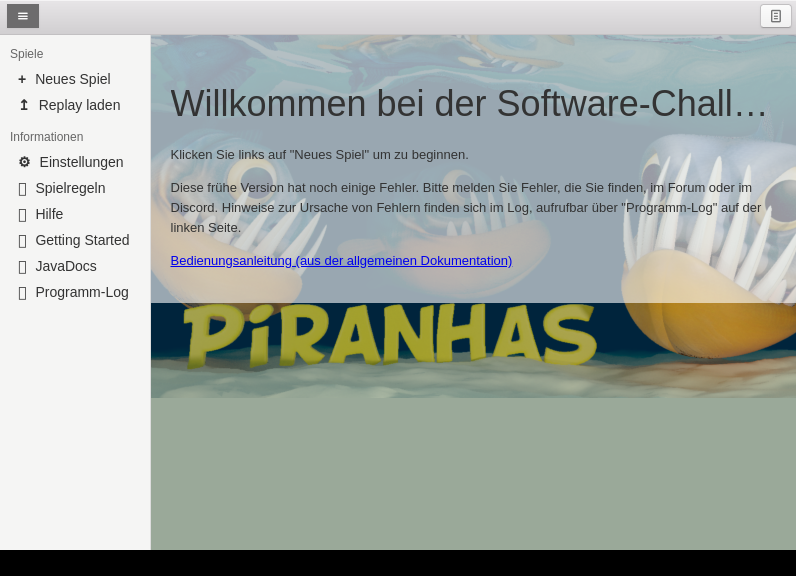 Spiele
+ Neues Spiel
↥ Replay laden
Informationen
⚙ Einstellungen
Spielregeln
Hilfe
Getting Started
JavaDocs
Programm-Log
Willkommen bei der Software-Chall…
Klicken Sie links auf "Neues Spiel" um zu beginnen.
Diese frühe Version hat noch einige Fehler. Bitte melden Sie Fehler, die Sie finden, im Forum oder im
Discord. Hinweise zur Ursache von Fehlern finden sich im Log, aufrufbar über "Programm-Log" auf der
linken Seite.
Bedienungsanleitung (aus der allgemeinen Dokumentation)
PiRANHAS